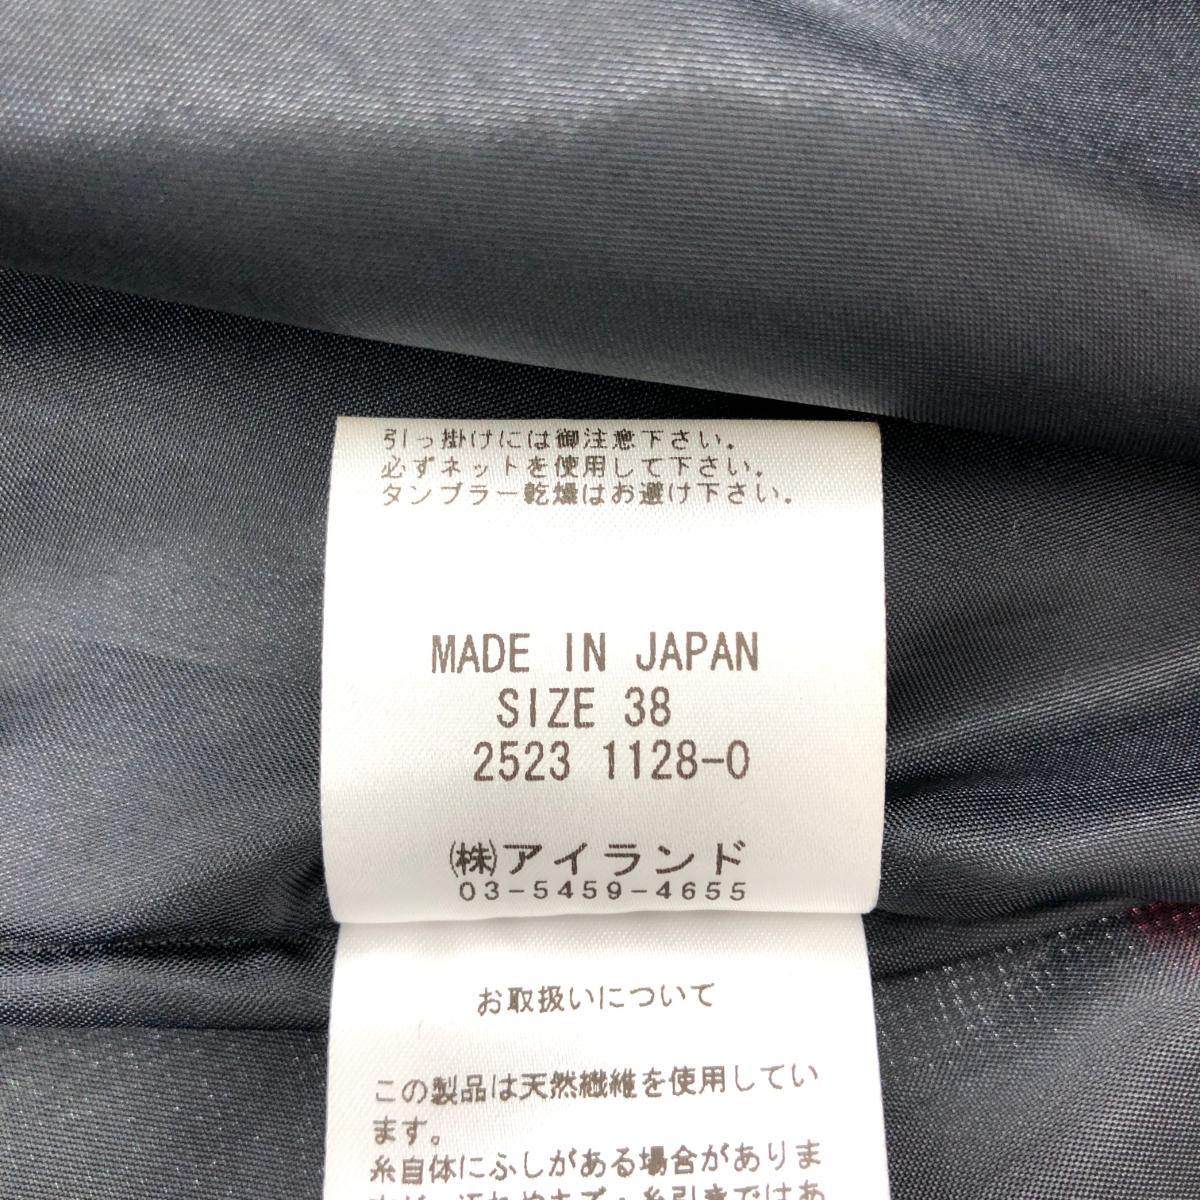 引っ掛けには御注意下さい。
必ずネットを使用して下さい。
タンブラー乾燥はお避け下さい。
MADE IN JAPAN
SIZE 38
2523 1128-0
(株)アイランド
03-5459-4655
お取扱いについて
この製品は天然繊維を使用してい
ます。
糸自体にふしがある場合がありま